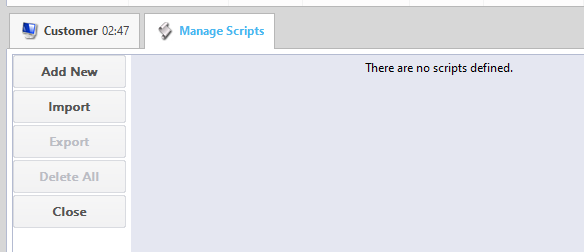 Customer 02:47
Manage Scripts
Add New
There are no scripts defined.
Import
Export
Delete All
Close